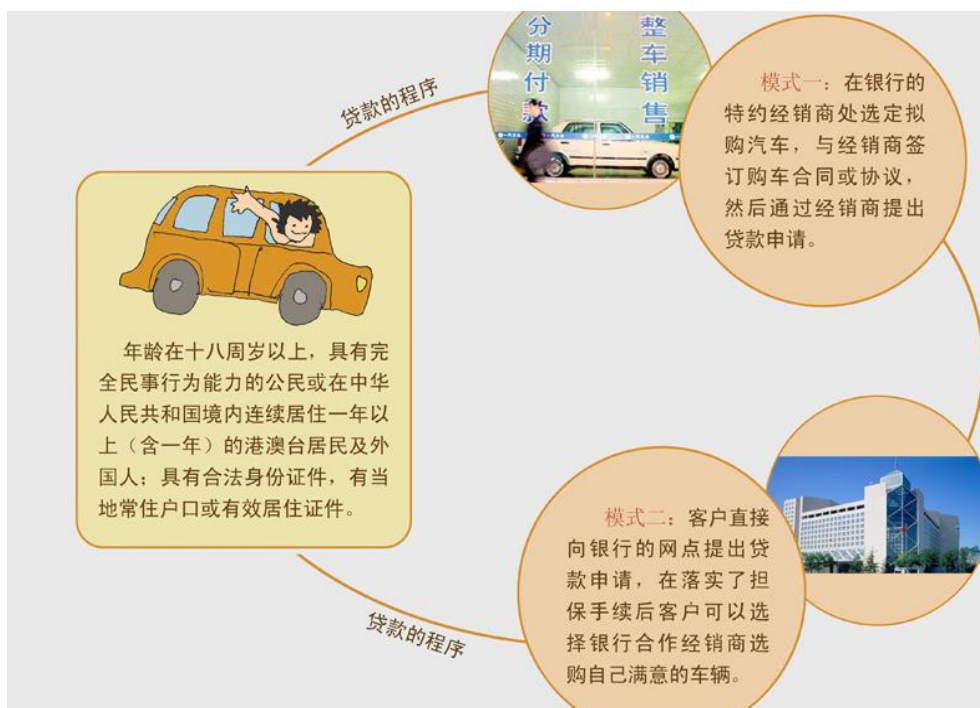 分期付款
整车销售
贷款的程序
模式一：在银行的
特约经销商处选定拟
购汽车，与经销商签
订购车合同或协议，
然后通过经销商提出
贷款申请。
年龄在十八周岁以上，具有完
全民事行为能力的公民或在中华
人民共和国境内连续居住一年以
上（含一年）的港澳台居民及外
国人；具有合法身份证件，有当
地常住户口或有效居住证件。
模式二：客户直接
向银行的网点提出贷
款申请，在落实了担
保手续后客户可以选
择银行合作经销商选
购自己满意的车辆。
贷款的程序